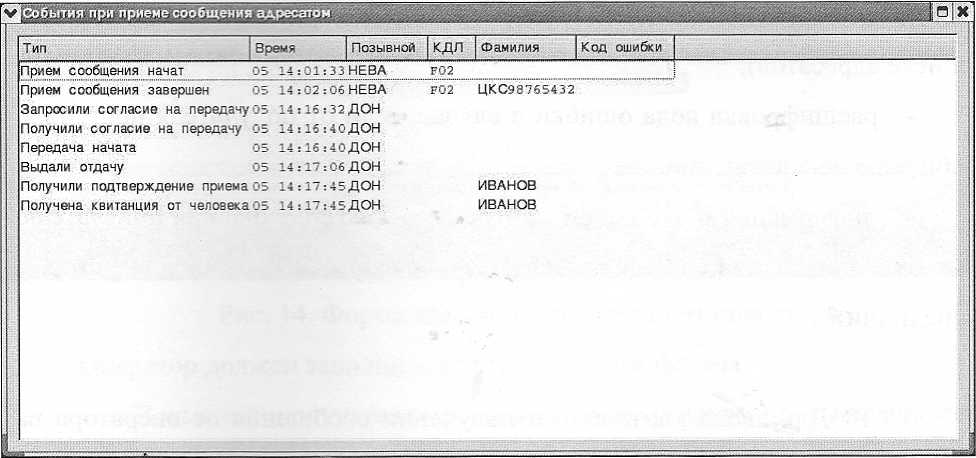 События при приеме сообщения адресатом
Тип Время Позывной КДЛ Фамилия Код ошибки
Прием сообщения начат 05 14:01:33 НЕВА F02
Прием сообщения завершен 05 14:02:06 НЕВА F02 ЦКС98765432
Запросили согласие на передачу 05 14:16:32 ДОН
Получили согласие на передачу 05 14:16:40 ДОН
Передача начата 05 14:16:40 ДОН
Выдали отдачу 05 14:17:06 ДОН
Получили подтверждение приема 05 14:17:45 ДОН ИВАНОВ
Получена квитанция от человека 05 14:17:45 ДОН ИВАНОВ